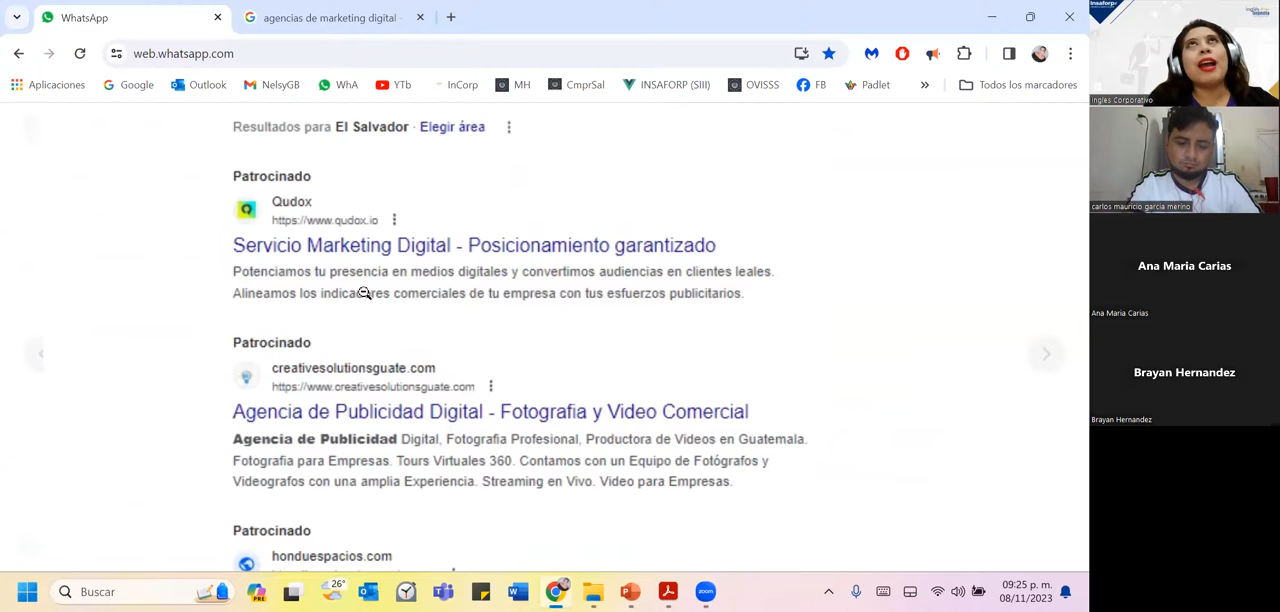 WhatsApp
agencias de marketing digital -
web.whatsapp.com
Aplicaciones
Google
Outlook
NelsyGB
WhA
YTb
InCorp
MH
CmprSal
INSAFORP (SIII)
OVISSS
FB
Padlet
»
Todos los marcadores
Resultados para El Salvador · Elegir área
Patrocinado
Qudox
https://www.qudox.io
Servicio Marketing Digital - Posicionamiento garantizado
Potenciamos tu presencia en medios digitales y convertimos audiencias en clientes leales.
Alineamos los indicadores comerciales de tu empresa con tus esfuerzos publicitarios.
Patrocinado
creativesolutionsguate.com
https://www.creativesolutionsguate.com
Agencia de Publicidad Digital - Fotografia y Video Comercial
Agencia de Publicidad Digital, Fotografia Profesional, Productora de Videos en Guatemala.
Fotografia para Empresas. Tours Virtuales 360. Contamos con un Equipo de Fotógrafos y
Videografos con una amplia Experiencia. Streaming en Vivo. Video para Empresas.
Patrocinado
honduespacios.com
Insaforp
Ingles Corporativo
carlos mauricio garcia merino
Ana Maria Carias
Ana Maria Carias
Brayan Hernandez
Brayan Hernandez
Buscar
PRE
26°
zoom
09:25 p. m.
08/11/2023